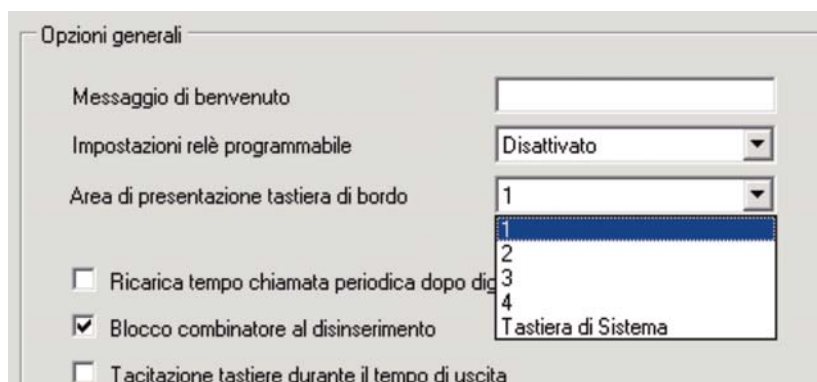 Opzioni generali
Messaggio di benvenuto
Impostazioni relè programmabile Disattivato
Area di presentazione tastiera di bordo 1
1
2
3
4
Tastiera di Sistema
Ricarica tempo chiamata periodica dopo
Blocco combinatore al disinserimento
Tacitazione tastiere durante il tempo di uscita